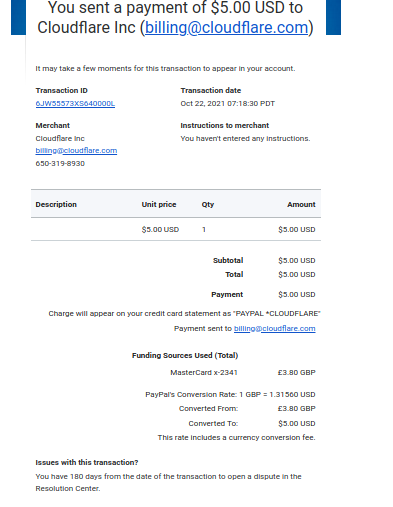 You sent a payment of $5.00 USD to
Cloudflare Inc (billing@cloudflare.com)
It may take a few moments for this transaction to appear in your account.
Transaction ID Transaction date
6JW55573XS640000L Oct 22, 2021 07:18:30 PDT
Merchant Instructions to merchant
Cloudflare Inc You haven't entered any instructions.
billing@cloudflare.com
650-319-8930
Description Unit price Qty Amount
$5.00 USD 1 $5.00 USD
Subtotal $5.00 USD
Total $5.00 USD
Payment $5.00 USD
Charge will appear on your credit card statement as "PAYPAL *CLOUDFLARE"
Payment sent to billing@cloudflare.com
Funding Sources Used (Total)
MasterCard x-2341 £3.80 GBP
PayPal's Conversion Rate: 1 GBP = 1.31560 USD
Converted From: £3.80 GBP
Converted To: $5.00 USD
This rate includes a currency conversion fee.
Issues with this transaction?
You have 180 days from the date of the transaction to open a dispute in the
Resolution Center.